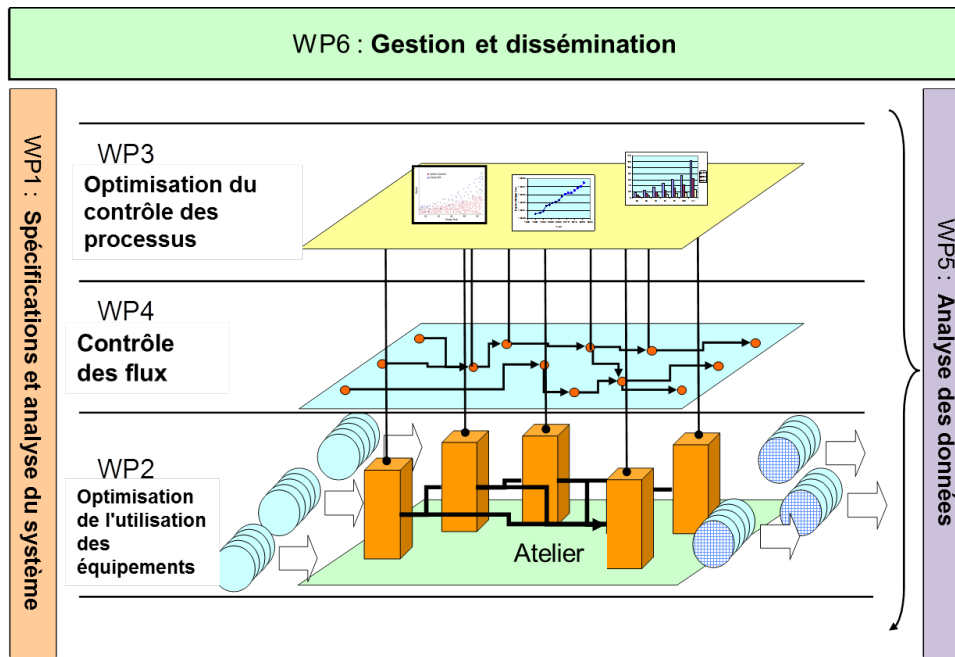 WP6 : Gestion et dissémination
WP1 : Spécifications et analyse du système
WP3
Optimisation du
contrôle des
processus
WP4
Contrôle
des flux
WP2
Optimisation
de l'utilisation des
équipements
Atelier
WP5 : Analyse des données